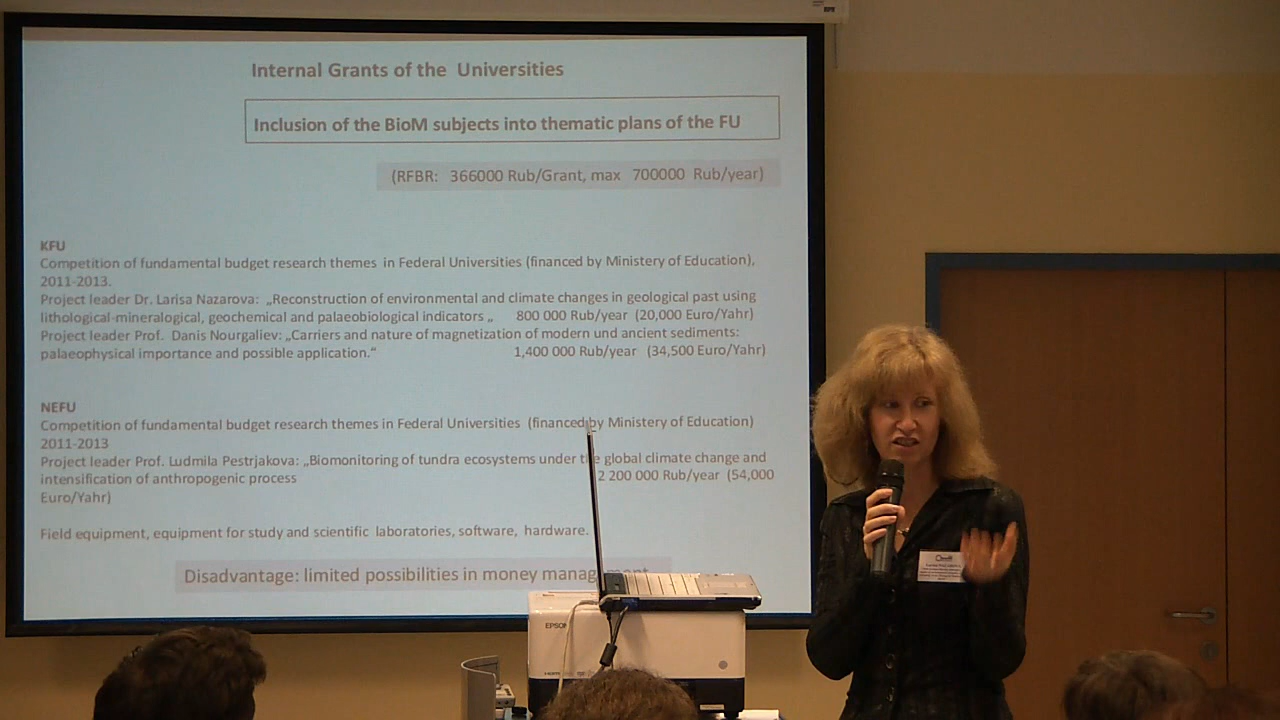 Internal Grants of the Universities
Inclusion of the BioM subjects into thematic plans of the FU
(RFBR: 366000 Rub/Grant, max 700000 Rub/year)
KFU
Competition of fundamental budget research themes in Federal Universities (financed by Ministery of Education),
2011-2013.
Project leader Dr. Larisa Nazarova: „Reconstruction of environmental and climate changes in geological past using
lithological-mineralogical, geochemical and palaeobiological indicators „ 800 000 Rub/year (20,000 Euro/Yahr)
Project leader Prof. Danis Nourgaliev: „Carriers and nature of magnetization of modern und ancient sediments:
palaeophysical importance and possible application.“ 1,400 000 Rub/year (34,500 Euro/Yahr)
NEFU
Competition of fundamental budget research themes in Federal Universities (financed by Ministery of Education)
2011-2013
Project leader Prof. Ludmila Pestrjakova: „Biomonitoring of tundra ecosystems under the global climate change and
intensification of anthropogenic process 2 200 000 Rub/year (54,000
Euro/Yahr)
Field equipment, equipment for study and scientific laboratories, software, hardware.
Disadvantage: limited possibilities in money management
EPSON